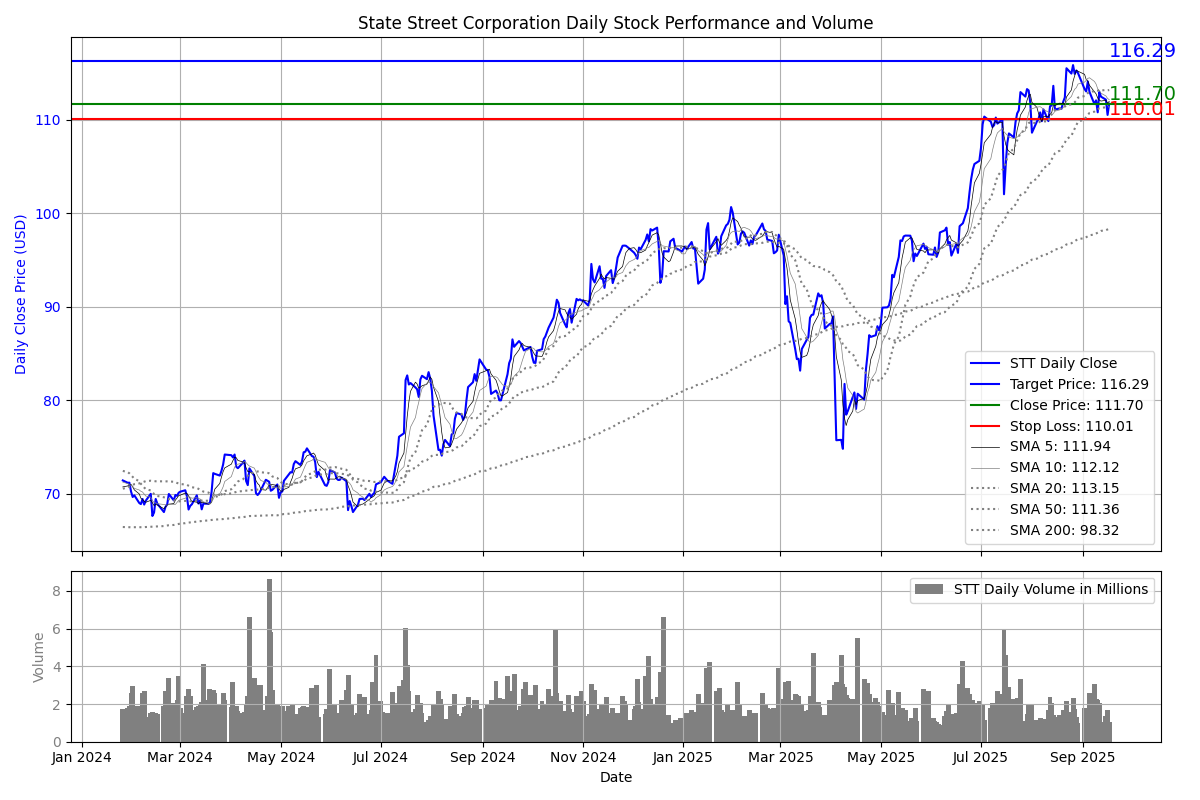 State Street Corporation Daily Stock Performance and Volume
116.29
111.70
110.01
110
100
90
80
70
Daily Close Price (USD)
STT Daily Close
Target Price: 116.29
Close Price: 111.70
Stop Loss: 110.01
SMA 5: 111.94
SMA 10: 112.12
SMA 20: 113.15
SMA 50: 111.36
SMA 200: 98.32
8
6
4
2
0
Volume
STT Daily Volume in Millions
Jan 2024 Mar 2024 May 2024 Jul 2024 Sep 2024 Nov 2024 Jan 2025 Mar 2025 May 2025 Jul 2025 Sep 2025
Date